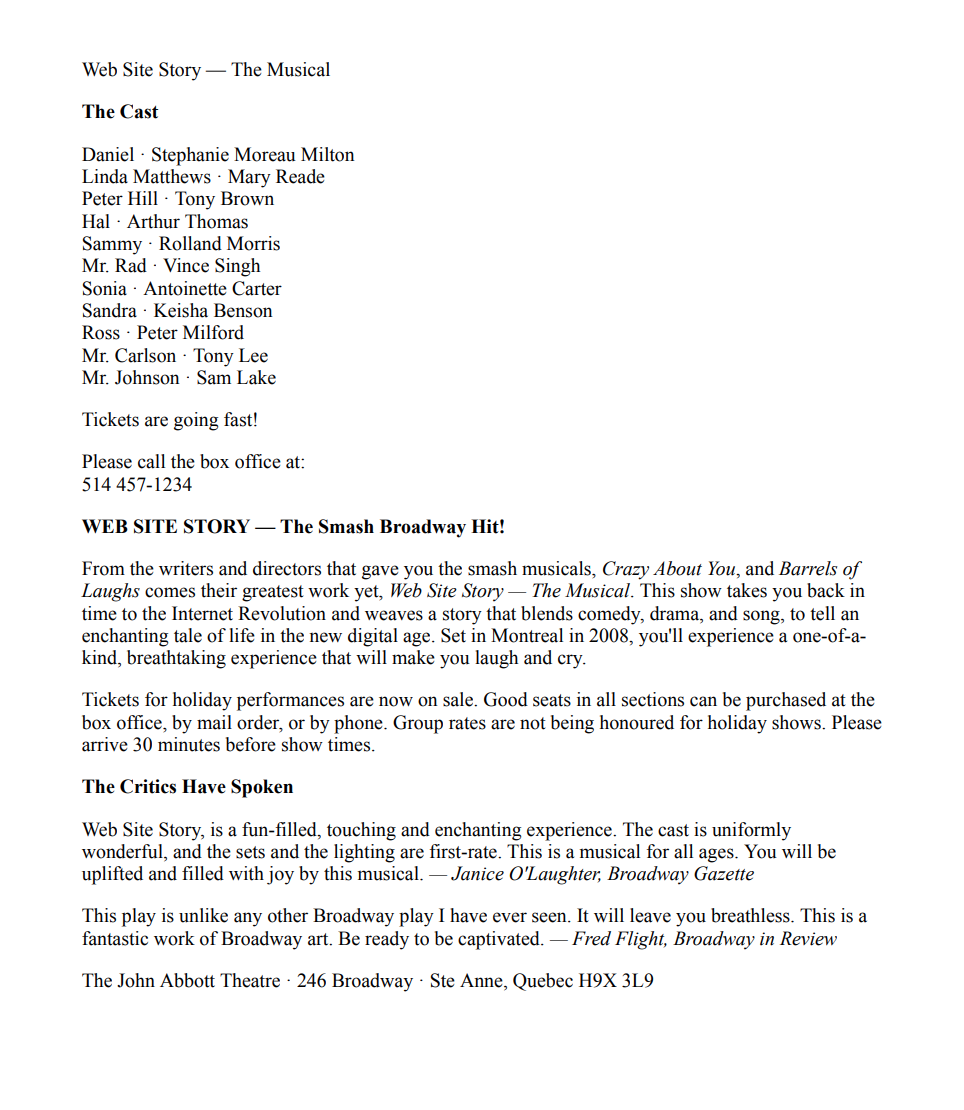 Web Site Story — The Musical
The Cast
Daniel · Stephanie Moreau Milton
Linda Matthews · Mary Reade
Peter Hill · Tony Brown
Hal · Arthur Thomas
Sammy · Rolland Morris
Mr. Rad · Vince Singh
Sonia · Antoinette Carter
Sandra · Keisha Benson
Ross · Peter Milford
Mr. Carlson · Tony Lee
Mr. Johnson · Sam Lake
Tickets are going fast!
Please call the box office at:
514 457-1234
WEB SITE STORY — The Smash Broadway Hit!
From the writers and directors that gave you the smash musicals, Crazy About You, and Barrels of
Laughs comes their greatest work yet, Web Site Story — The Musical. This show takes you back in
time to the Internet Revolution and weaves a story that blends comedy, drama, and song, to tell an
enchanting tale of life in the new digital age. Set in Montreal in 2008, you'll experience a one-of-a-
kind, breathtaking experience that will make you laugh and cry.
Tickets for holiday performances are now on sale. Good seats in all sections can be purchased at the
box office, by mail order, or by phone. Group rates are not being honoured for holiday shows. Please
arrive 30 minutes before show times.
The Critics Have Spoken
Web Site Story, is a fun-filled, touching and enchanting experience. The cast is uniformly
wonderful, and the sets and the lighting are first-rate. This is a musical for all ages. You will be
uplifted and filled with joy by this musical. — Janice O'Laughter, Broadway Gazette
This play is unlike any other Broadway play I have ever seen. It will leave you breathless. This is a
fantastic work of Broadway art. Be ready to be captivated. — Fred Flight, Broadway in Review
The John Abbott Theatre · 246 Broadway · Ste Anne, Quebec H9X 3L9